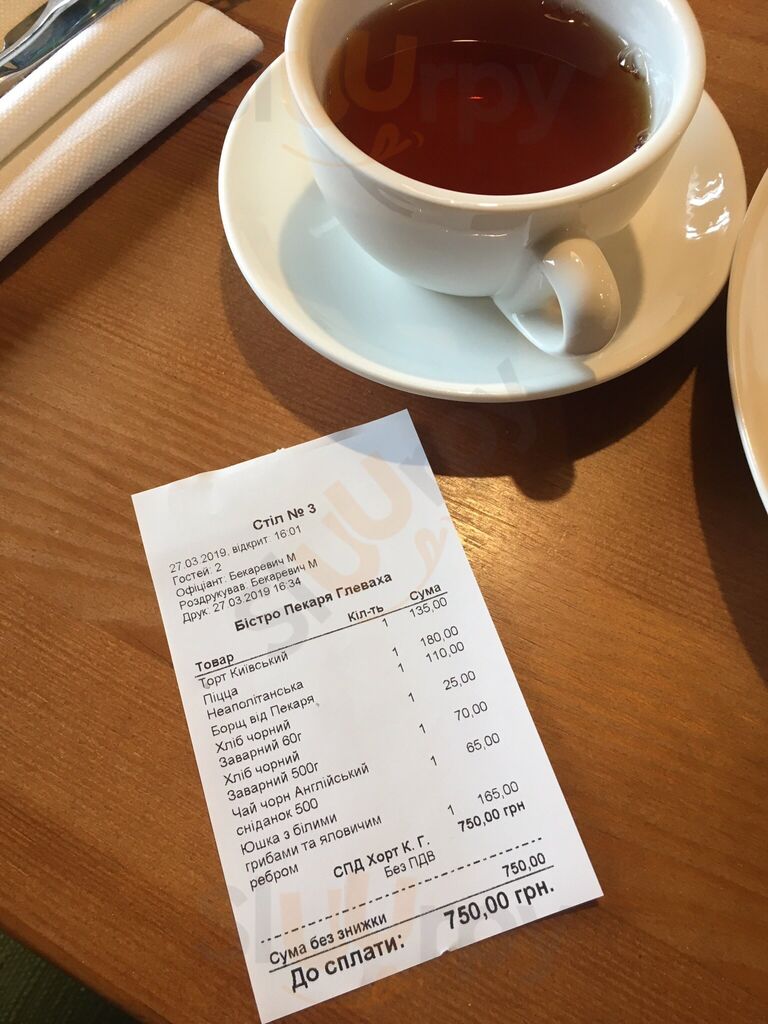 Стіл № 3
27.03.2019, відкрит. 16:01
Гостей: 2
Офіціант: Бекаревич М
Роздрукував: Бекаревич М
Друк: 27.03.2019 16:34
Бістро Пекаря Глеваха
Товар Кіл-ть Сума
Торт Київський 1 135,00
Піцца
Неаполітанська 1 180,00
Борщ від Пекаря 1 110,00
Хліб чорний
Заварний 60г 1 25,00
Хліб чорний
Заварний 500г 1 70,00
Чай чорн Англійський
сніданок 500 1 65,00
Юшка з білими
грибами та яловичим
ребром 1 165,00
СПД Хорт К. Г. 750,00 грн
Без ПДВ
Сума без знижки 750,00
До сплати: 750,00 грн.
sluurpy
sluurpy
sluurpy